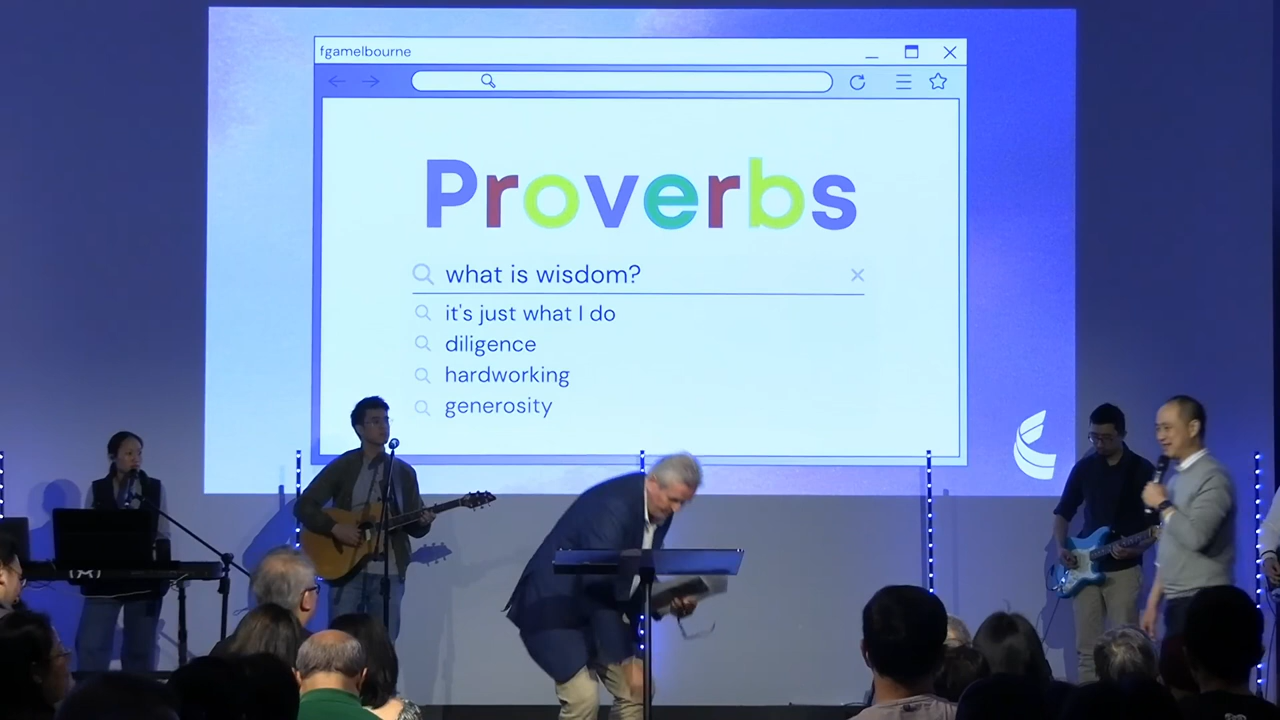 fgamelbourne
Proverbs
what is wisdom?
it's just what I do
diligence
hardworking
generosity